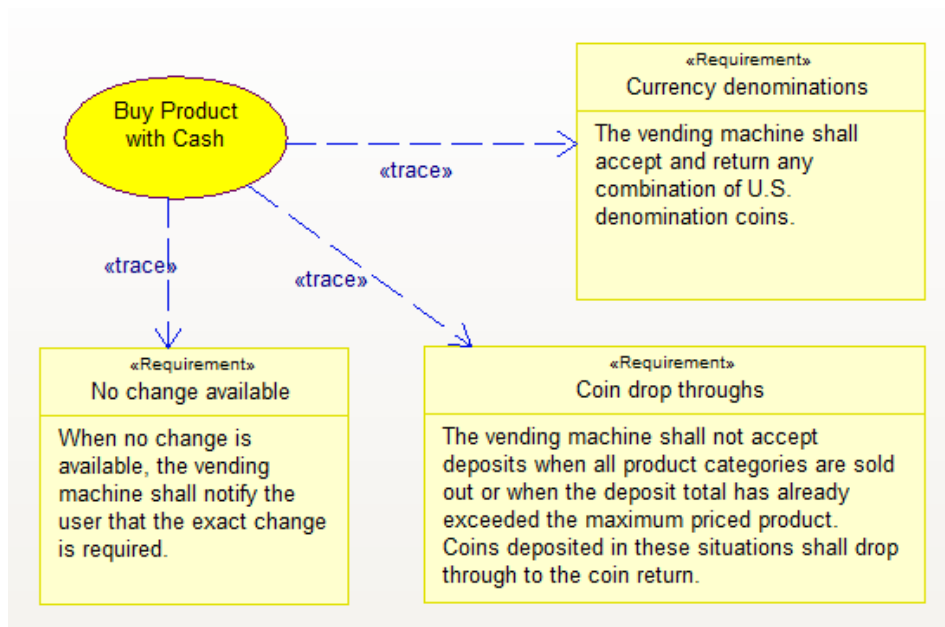 Buy Product
with Cash
«trace»
«trace»
«trace»
«Requirement»
Currency denominations
The vending machine shall
accept and return any
combination of U.S.
denomination coins.
«Requirement»
No change available
When no change is
available, the vending
machine shall notify the
user that the exact change
is required.
«Requirement»
Coin drop throughs
The vending machine shall not accept
deposits when all product categories are sold
out or when the deposit total has already
exceeded the maximum priced product.
Coins deposited in these situations shall drop
through to the coin return.